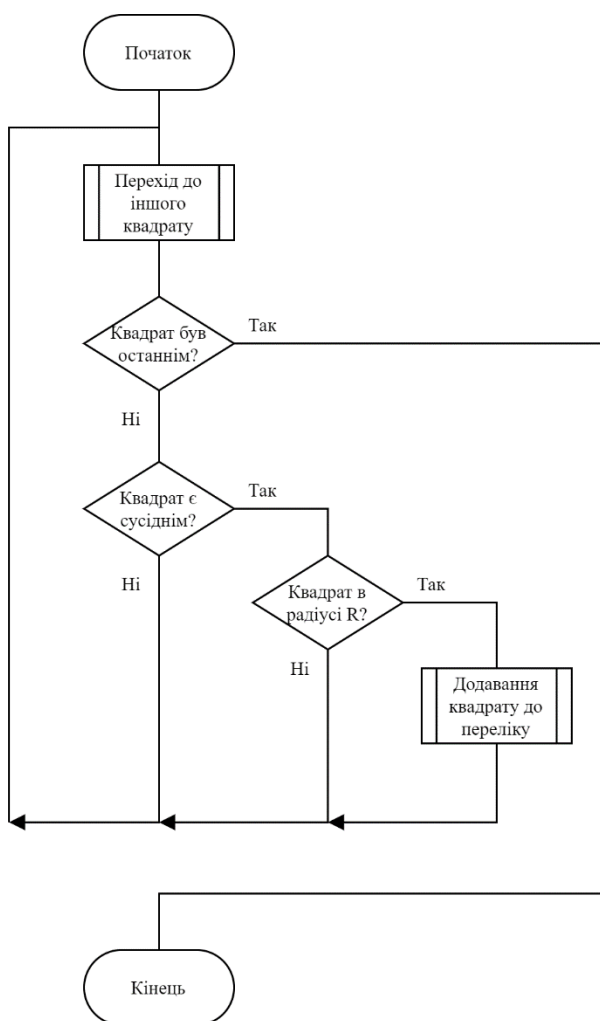 Початок
Перехід до
іншого
квадрату
Квадрат був
останнім?
Так
Ні
Квадрат є
сусіднім?
Так
Ні
Квадрат в
радіусі R?
Так
Ні
Додавання
квадрату до
переліку
Кінець